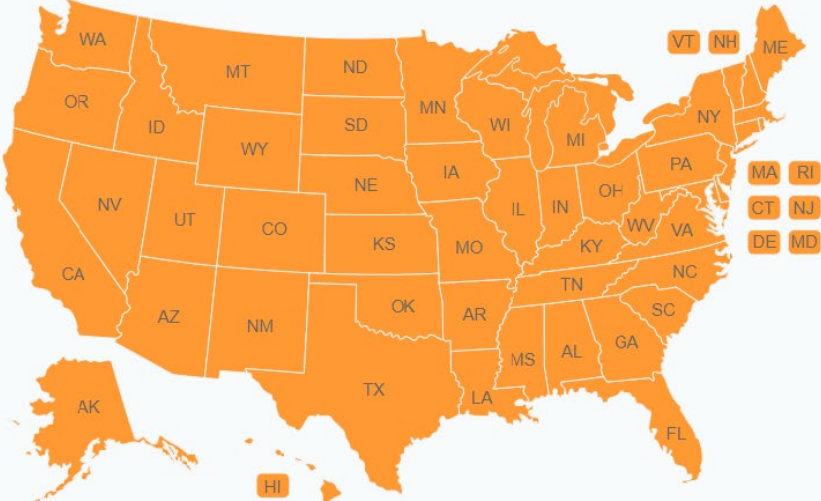 WA
MT
ND
MN
OR
ID
WY
SD
WI
MI
NY
ME
VT NH
NV
UT
CO
NE
IA
IL
IN
OH
PA
MA RI
CT NJ
DE MD
CA
AZ
NM
KS
MO
KY
WV
VA
OK
AR
TN
NC
SC
TX
LA
MS
AL
GA
FL
AK
HI